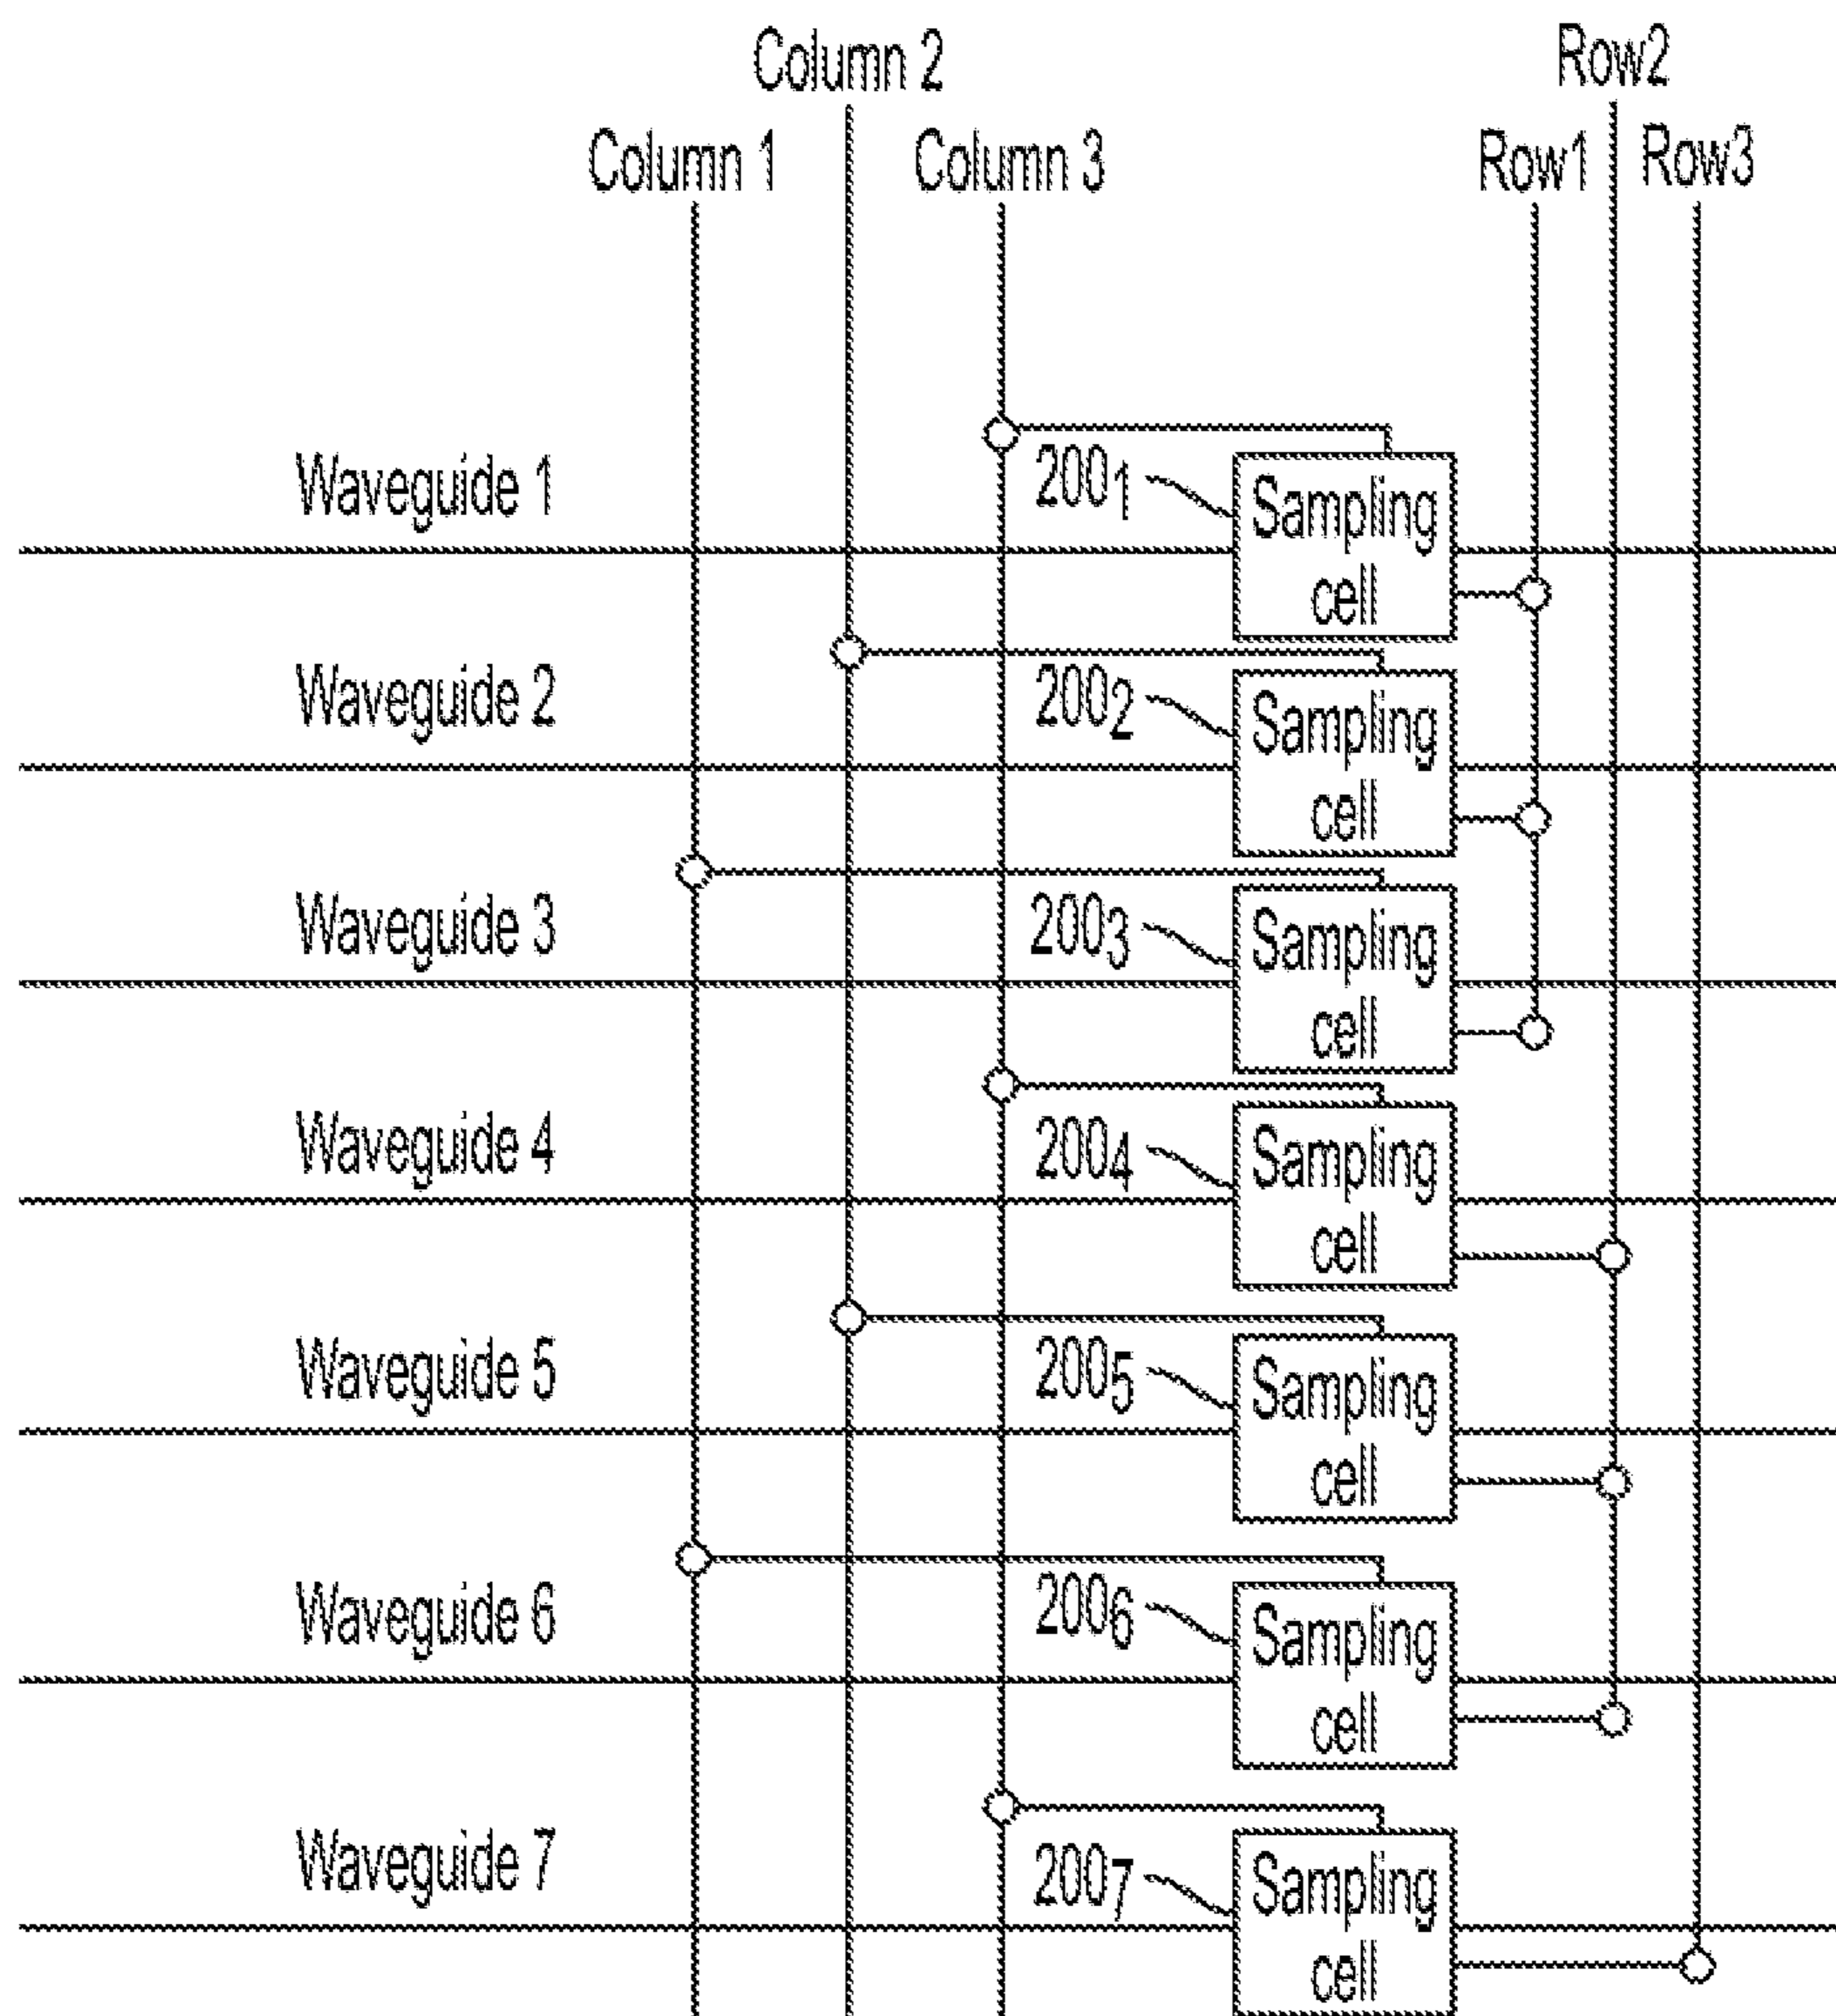 Column 2
Row2
Column 1
Column 3
Row1
Row3
Waveguide 1
200₁
Sampling
cell
Waveguide 2
200₂
Sampling
cell
Waveguide 3
200₃
Sampling
cell
Waveguide 4
200₄
Sampling
cell
Waveguide 5
200₅
Sampling
cell
Waveguide 6
200₆
Sampling
cell
Waveguide 7
200₇
Sampling
cell